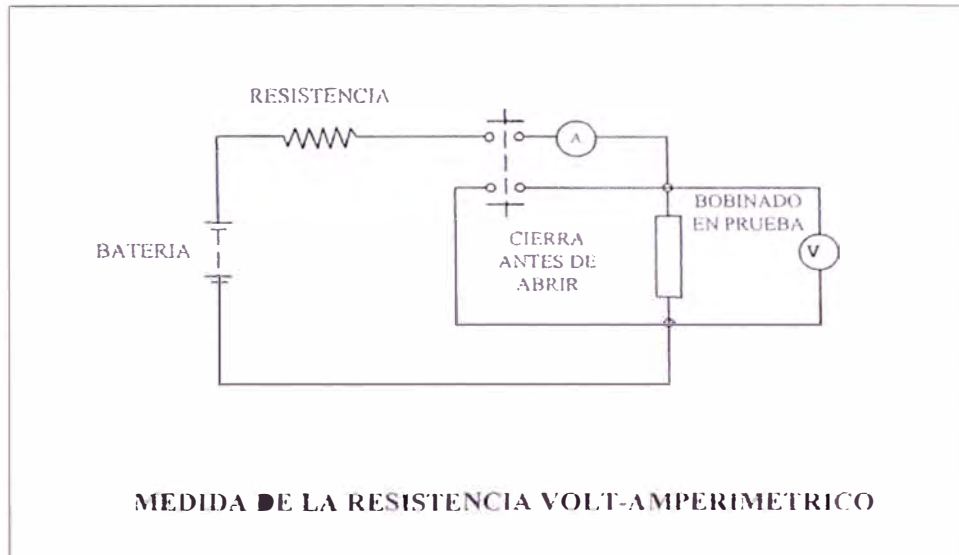 RESISTENCIA
A
BOBINADO
EN PRUEBA
BATERIA
CIERRA
ANTES DE
ABRIR
V
MEDIDA DE LA RESISTENCIA VOLT-AMPERIMETRICO